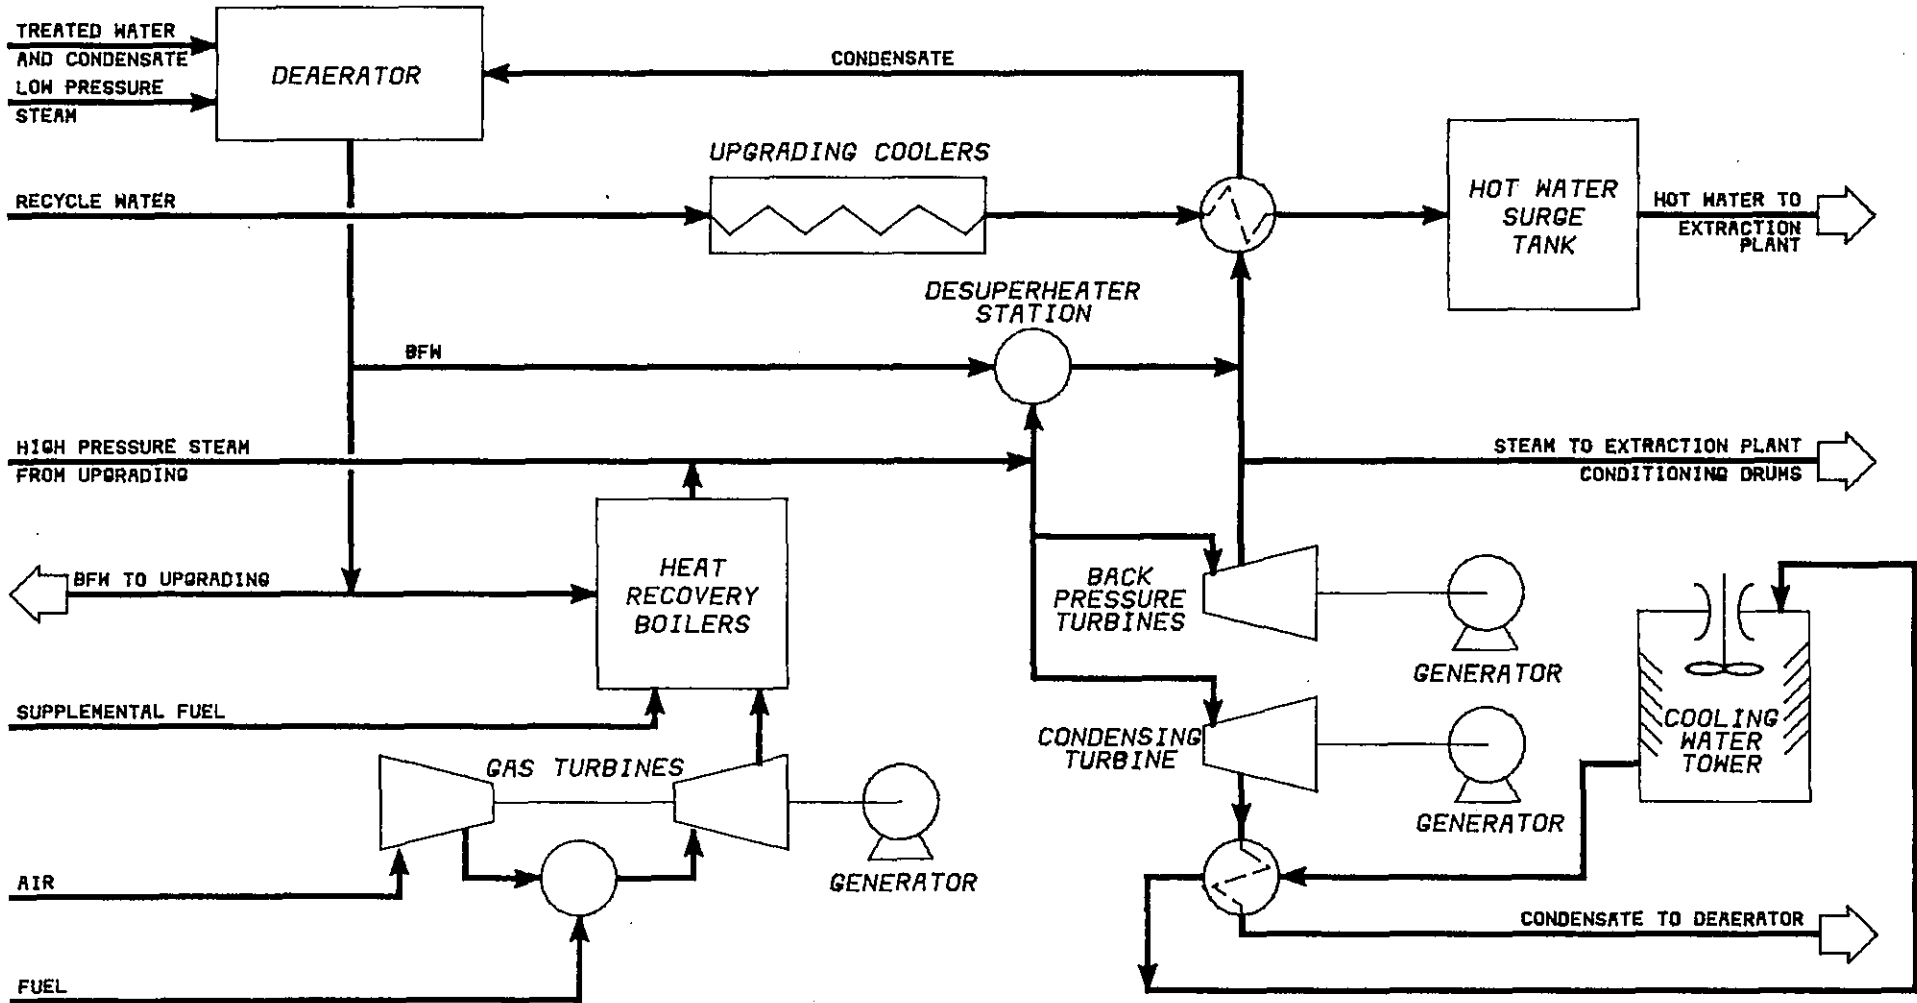 TREATED WATER
AND CONDENSATE
LOW PRESSURE
STEAM
DEAERATOR
CONDENSATE
UPGRADING COOLERS
RECYCLE WATER
HOT WATER
SURGE
TANK
HOT WATER TO
EXTRACTION
PLANT
DESUPERHEATER
STATION
BFW
HIGH PRESSURE STEAM
FROM UPGRADING
STEAM TO EXTRACTION PLANT
CONDITIONING DRUMS
BFW TO UPGRADING
HEAT
RECOVERY
BOILERS
BACK
PRESSURE
TURBINES
GENERATOR
SUPPLEMENTAL FUEL
CONDENSING
TURBINE
COOLING
WATER
TOWER
GAS TURBINES
GENERATOR
AIR
GENERATOR
CONDENSATE TO DEAERATOR
FUEL